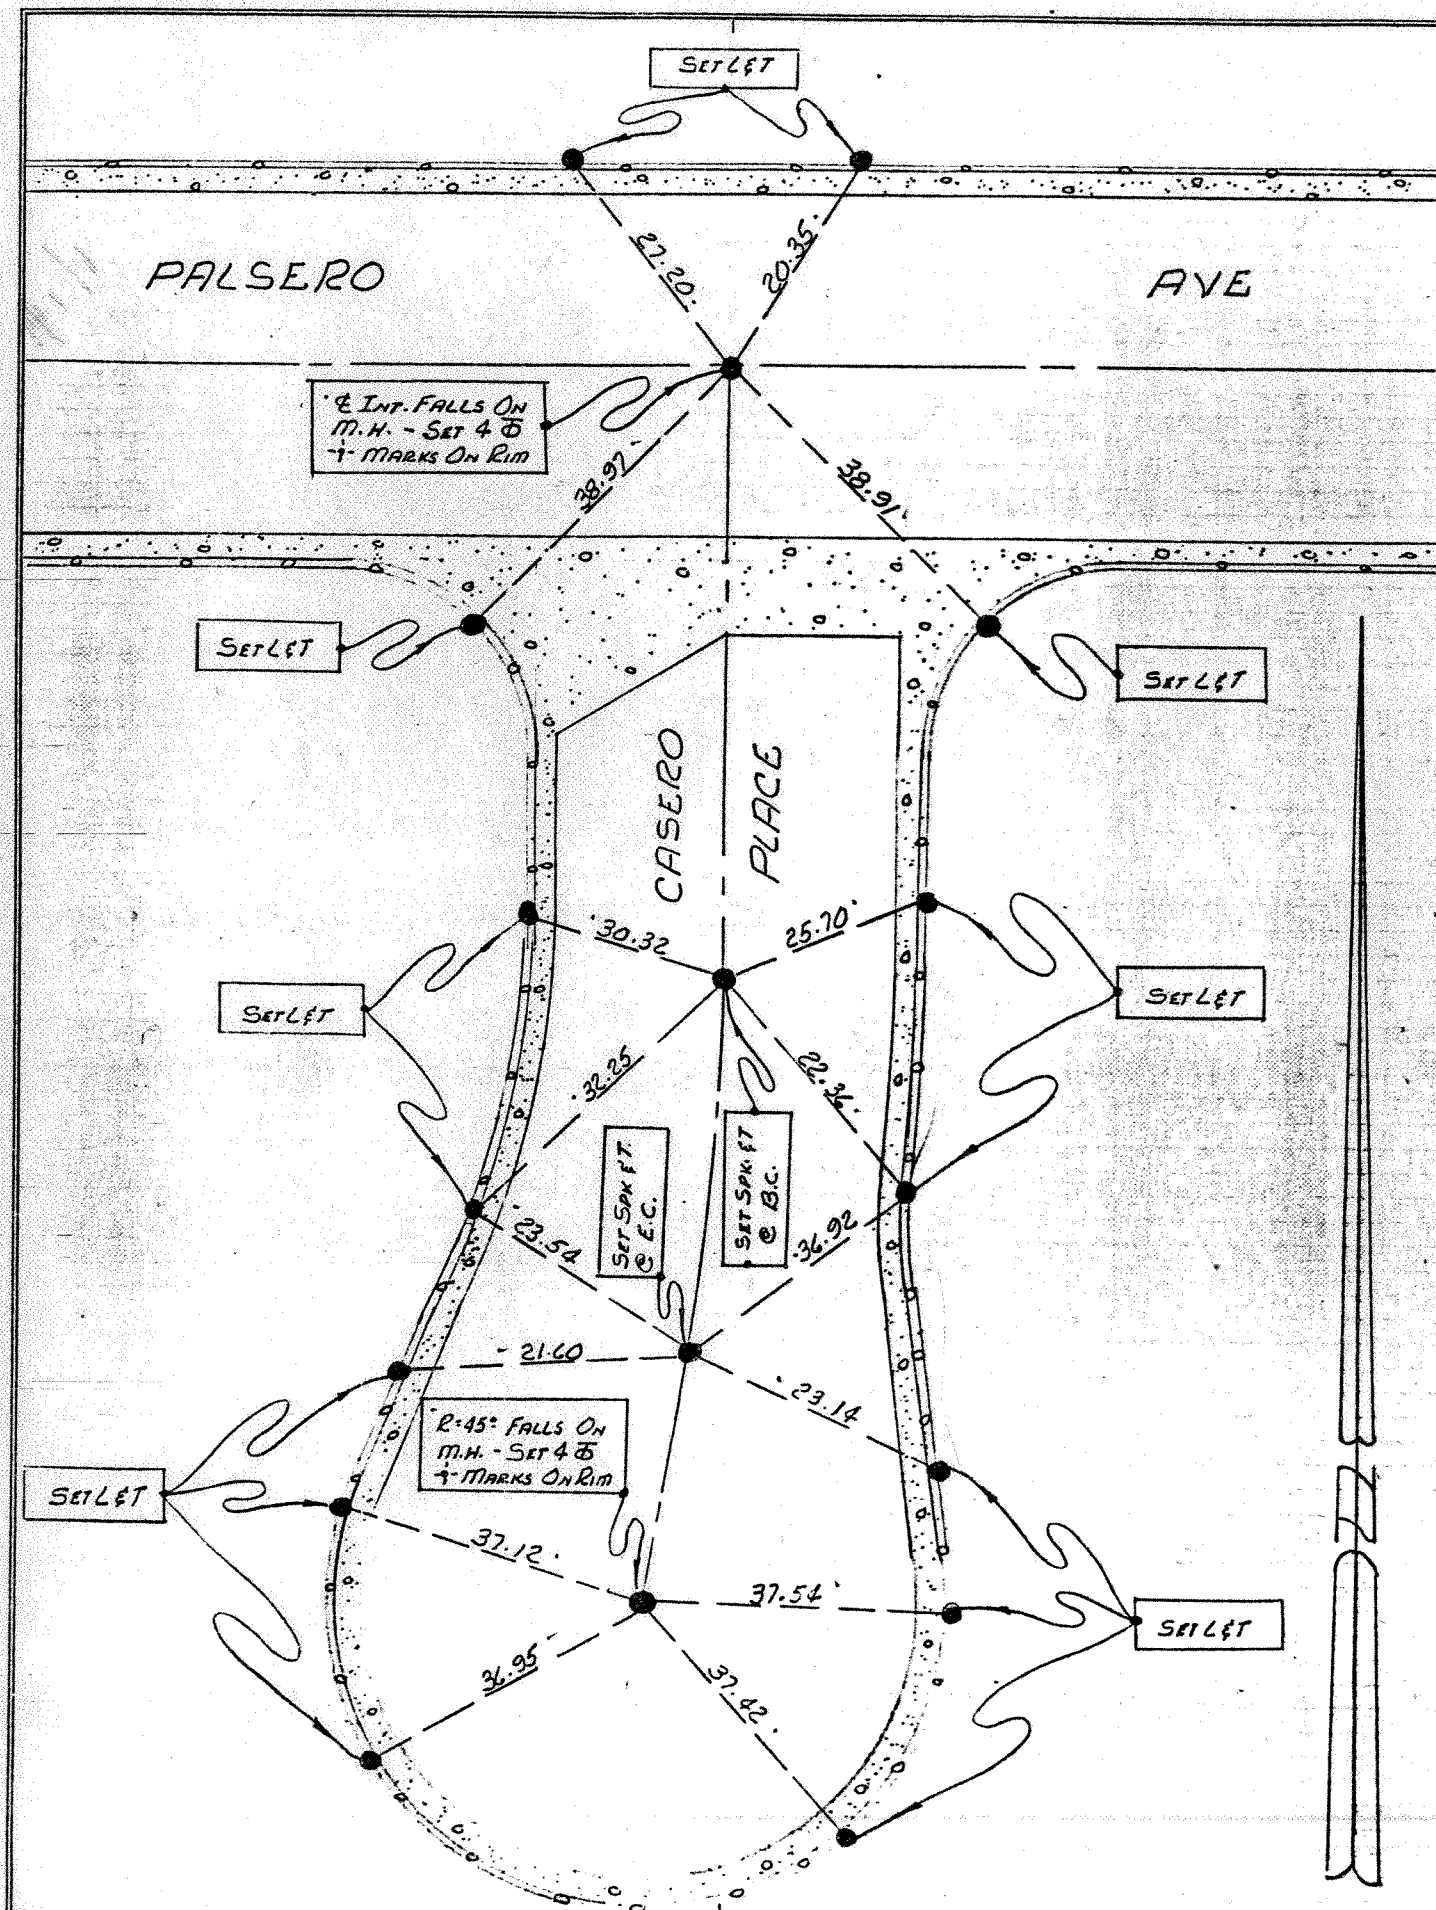 SET L&T
27.20'
20.35'
PALSERO AVE
℄ INT. FALLS ON
M.H. - SET 4
MARKS ON RIM
38.97'
38.91'
SET L&T
SET L&T
CASERO
PLACE
30.32'
25.70'
SET L&T
SET L&T
32.25'
22.36'
SET SPK &T.
@ E.C.
SET SPK. &T
@ B.C.
23.54'
36.92'
21.60'
23.14'
R=45° FALLS ON
M.H. - SET 4
MARKS ON RIM
SET L&T
37.12'
37.54'
SET L&T
36.95'
37.42'
N